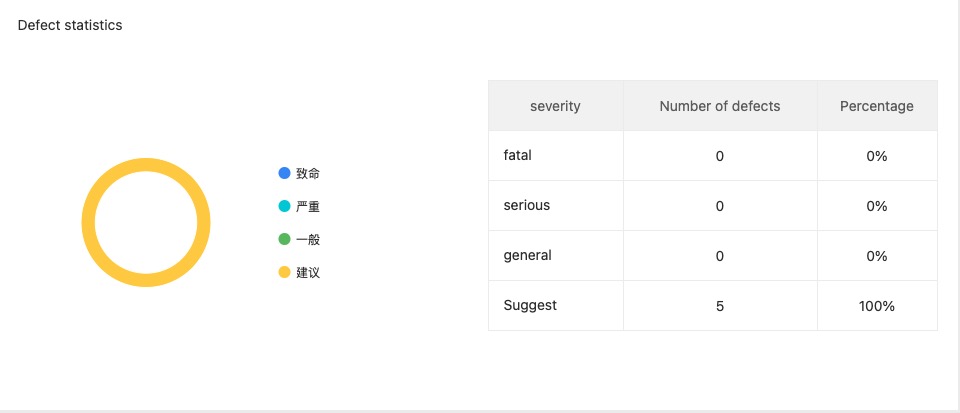 Defect statistics
致命
严重
一般
建议
severity Number of defects Percentage
fatal 0 0%
serious 0 0%
general 0 0%
Suggest 5 100%